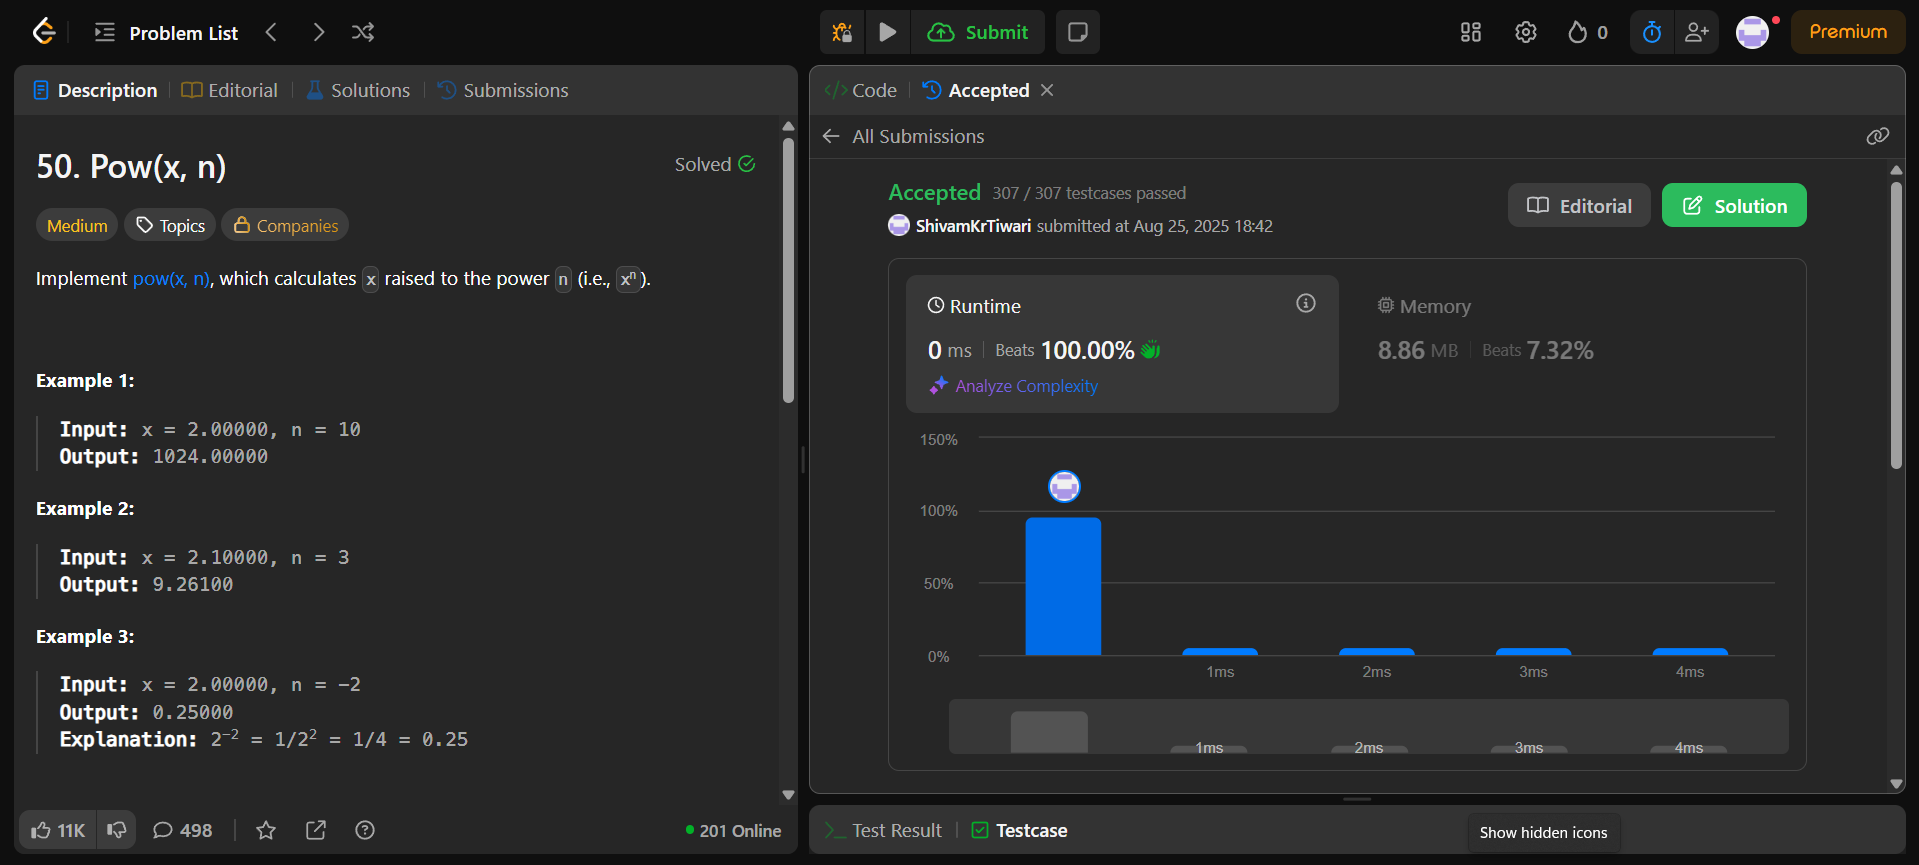 Problem List
Submit
0
Premium
Description
Editorial
Solutions
Submissions
50. Pow(x, n)
Solved
Medium
Topics
Companies
Implement pow(x, n), which calculates x raised to the power n (i.e., xⁿ).
Example 1:
Input: x = 2.00000, n = 10
Output: 1024.00000
Example 2:
Input: x = 2.10000, n = 3
Output: 9.26100
Example 3:
Input: x = 2.00000, n = -2
Output: 0.25000
Explanation: 2⁻² = 1/2² = 1/4 = 0.25
11K
498
201 Online
</> Code
Accepted
All Submissions
Accepted 307 / 307 testcases passed
ShivamKrTiwari submitted at Aug 25, 2025 18:42
Editorial
Solution
Runtime
0 ms
Beats 100.00%
Analyze Complexity
Memory
8.86 MB
Beats 7.32%
150%
100%
50%
0%
1ms
2ms
3ms
4ms
1ms
2ms
3ms
4ms
Test Result
Testcase
Show hidden icons